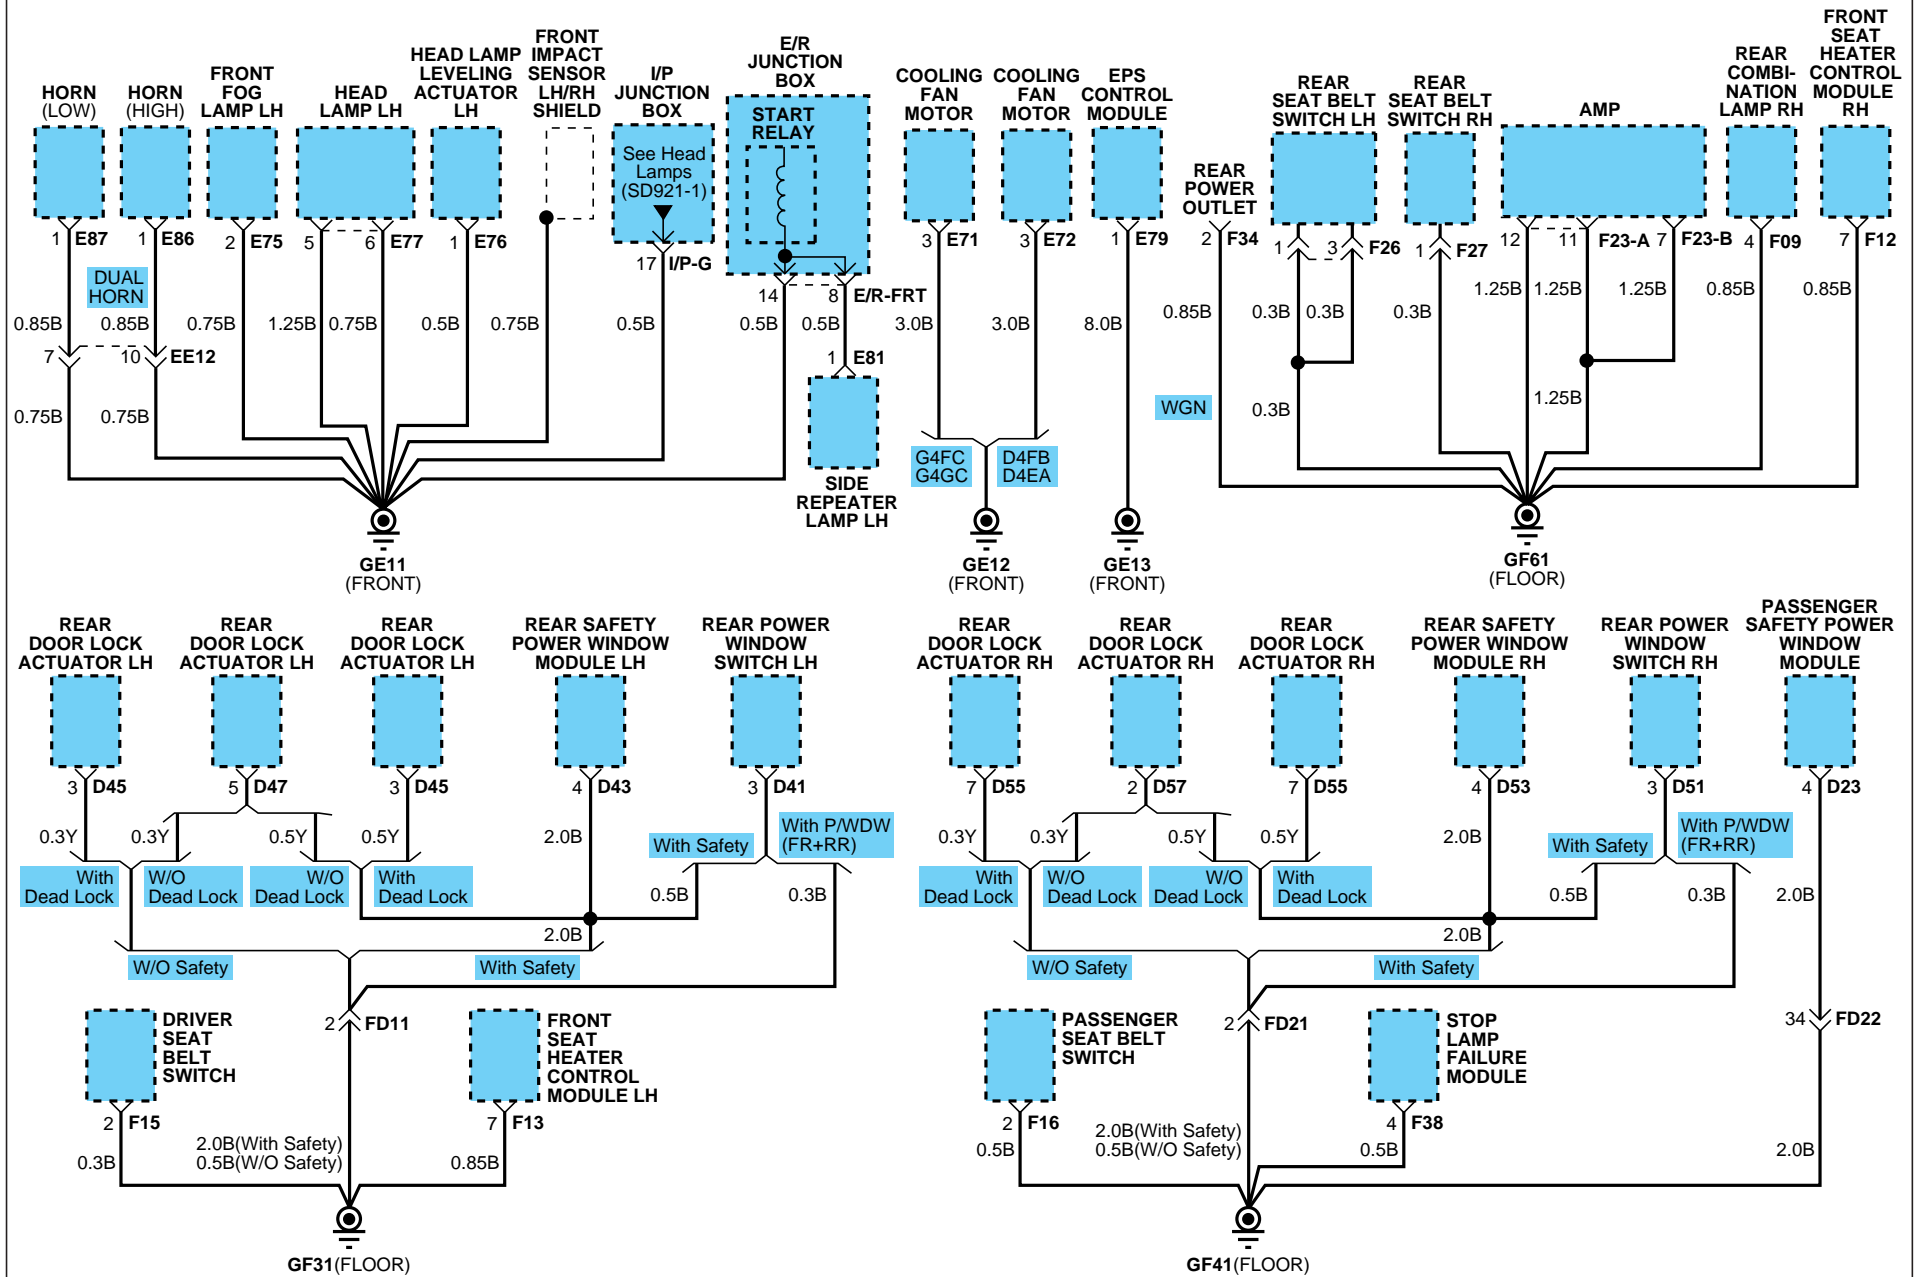 HORN
(LOW)
HORN
(HIGH)
FRONT
FOG
LAMP LH
HEAD
LAMP LH
HEAD LAMP
LEVELING
ACTUATOR
LH
FRONT
IMPACT
SENSOR
LH/RH
SHIELD
I/P
JUNCTION
BOX
E/R
JUNCTION
BOX
START
RELAY
See Head
Lamps
(SD921-1)
COOLING
FAN
MOTOR
COOLING
FAN
MOTOR
EPS
CONTROL
MODULE
REAR
POWER
OUTLET
REAR
SEAT BELT
SWITCH LH
REAR
SEAT BELT
SWITCH RH
AMP
REAR
COMBI-
NATION
LAMP RH
FRONT
SEAT
HEATER
CONTROL
MODULE
RH
1 E87
1 E86
2 E75
5
6 E77
1 E76
17 I/P-G
14
8 E/R-FRT
3 E71
3 E72
1 E79
2 F34
1
3 F26
1 F27
12
11 F23-A
7 F23-B
4 F09
7 F12
DUAL
HORN
0.85B
0.85B
0.75B
1.25B
0.75B
0.5B
0.75B
0.5B
0.5B
0.5B
3.0B
3.0B
8.0B
0.85B
0.3B
0.3B
0.3B
1.25B
1.25B
1.25B
0.85B
0.85B
7
10 EE12
1 E81
0.75B
0.75B
WGN
0.3B
1.25B
SIDE
REPEATER
LAMP LH
G4FC
G4GC
D4FB
D4EA
GE11
(FRONT)
GE12
(FRONT)
GE13
(FRONT)
GF61
(FLOOR)
REAR
DOOR LOCK
ACTUATOR LH
REAR
DOOR LOCK
ACTUATOR LH
REAR
DOOR LOCK
ACTUATOR LH
REAR SAFETY
POWER WINDOW
MODULE LH
REAR POWER
WINDOW
SWITCH LH
REAR
DOOR LOCK
ACTUATOR RH
REAR
DOOR LOCK
ACTUATOR RH
REAR
DOOR LOCK
ACTUATOR RH
REAR SAFETY
POWER WINDOW
MODULE RH
REAR POWER
WINDOW
SWITCH RH
PASSENGER
SAFETY POWER
WINDOW
MODULE
3 D45
5 D47
3 D45
4 D43
3 D41
7 D55
2 D57
7 D55
4 D53
3 D51
4 D23
0.3Y
0.3Y
0.5Y
0.5Y
2.0B
With Safety
With P/WDW
(FR+RR)
0.3Y
0.3Y
0.5Y
0.5Y
2.0B
With Safety
With P/WDW
(FR+RR)
With
Dead Lock
W/O
Dead Lock
W/O
Dead Lock
With
Dead Lock
0.5B
0.3B
With
Dead Lock
W/O
Dead Lock
W/O
Dead Lock
With
Dead Lock
0.5B
0.3B
2.0B
2.0B
2.0B
W/O Safety
With Safety
W/O Safety
With Safety
DRIVER
SEAT
BELT
SWITCH
2 FD11
FRONT
SEAT
HEATER
CONTROL
MODULE LH
PASSENGER
SEAT BELT
SWITCH
2 FD21
STOP
LAMP
FAILURE
MODULE
34 FD22
2 F15
7 F13
2 F16
4 F38
0.3B
2.0B(With Safety)
0.5B(W/O Safety)
0.85B
0.5B
2.0B(With Safety)
0.5B(W/O Safety)
0.5B
2.0B
GF31(FLOOR)
GF41(FLOOR)